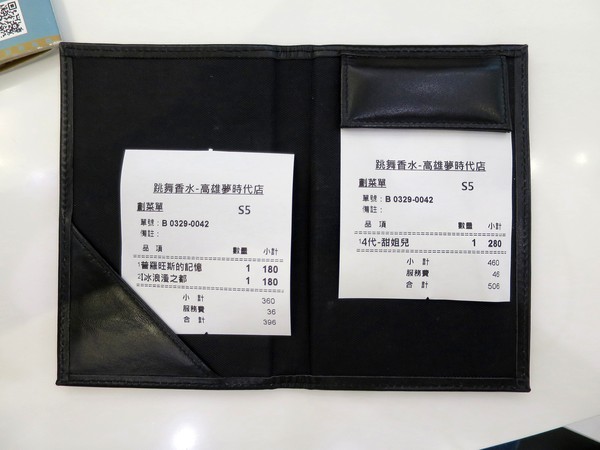 跳舞香水-高雄夢時代店
劃菜單 S5
單號：B 0329-0042
備註：
品 項 數量 小計
1普羅旺斯的記憶 1 180
2冰浪漫之都 1 180
小 計 360
服務費 36
合 計 396
跳舞香水-高雄夢時代店
劃菜單 S5
單號：B 0329-0042
備註：
品 項 數量 小計
14代-甜姐兒 1 280
小 計 460
服務費 46
合 計 506